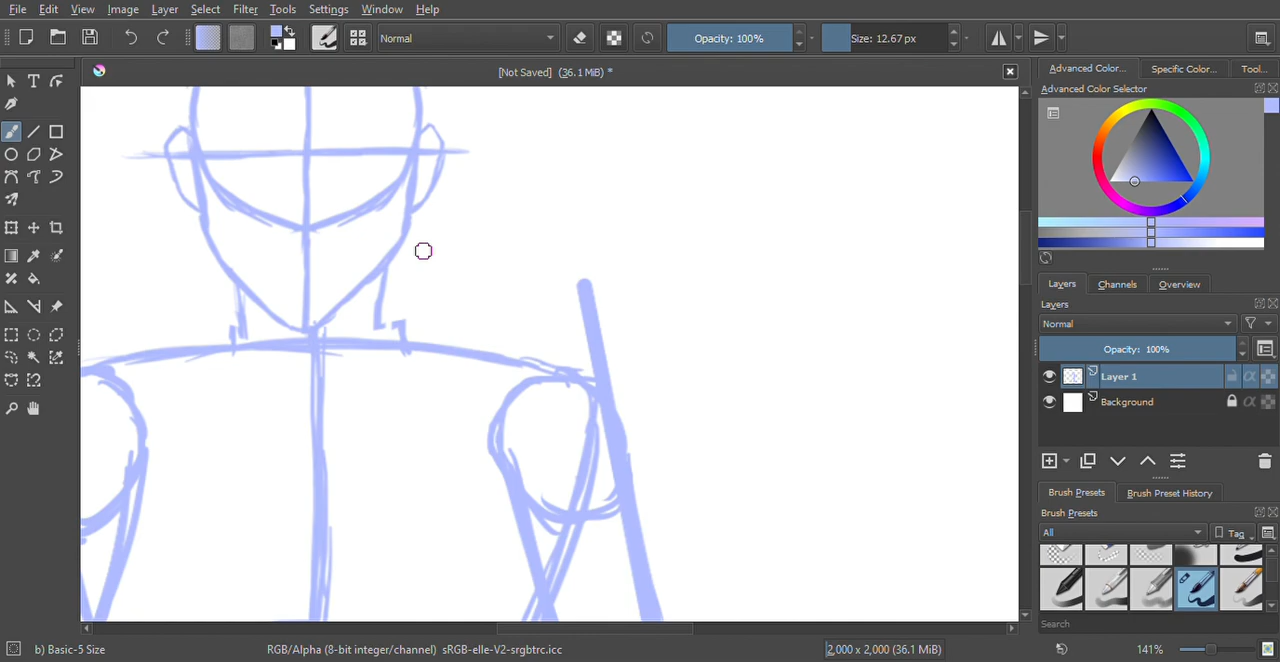 File Edit View Image Layer Select Filter Tools Settings Window Help
Normal Opacity: 100% Size: 12.67 px
[Not Saved] (36.1 MiB) *
Advanced Color... Specific Color... Tool...
Advanced Color Selector
Layers Channels Overview
Layers
Normal
Opacity: 100%
Layer 1
Background
Brush Presets Brush Preset History
Brush Presets
All Tag
Search
b) Basic-5 Size RGB/Alpha (8-bit integer/channel) sRGB-elle-V2-srgbtrc.icc 2,000 x 2,000 (36.1 MiB) 141%